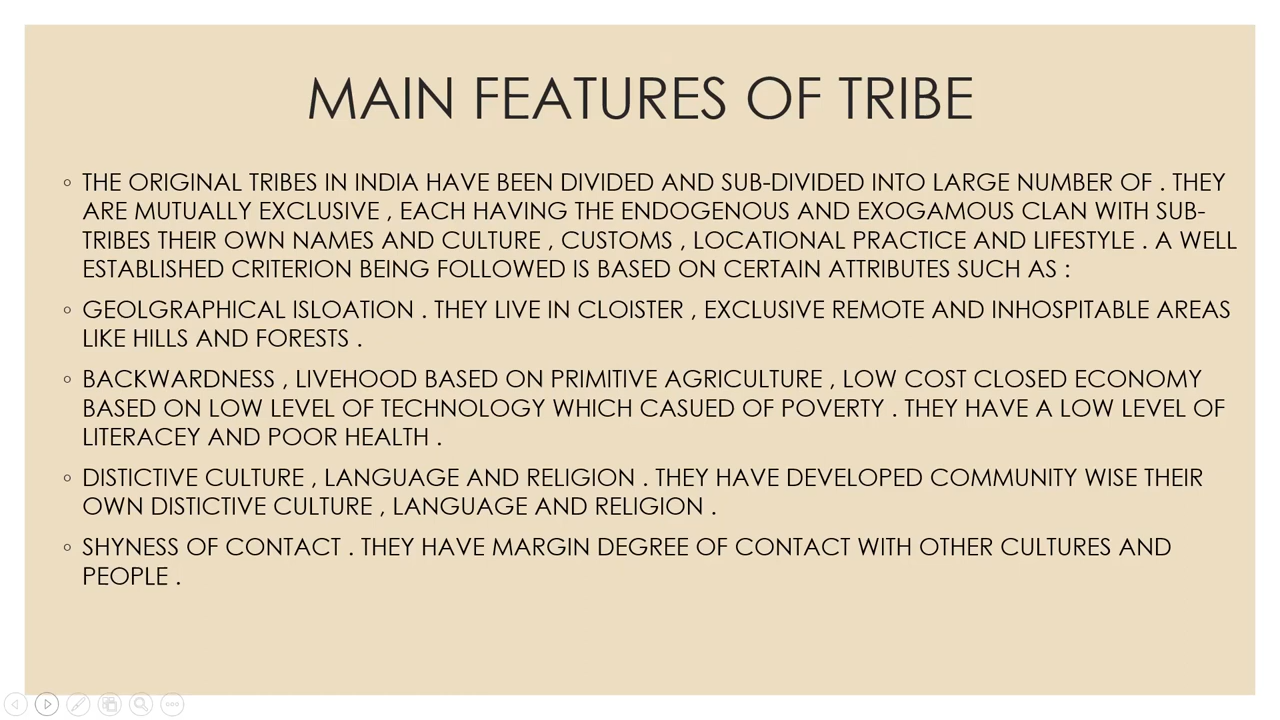 MAIN FEATURES OF TRIBE
◦ THE ORIGINAL TRIBES IN INDIA HAVE BEEN DIVIDED AND SUB-DIVIDED INTO LARGE NUMBER OF . THEY
ARE MUTUALLY EXCLUSIVE , EACH HAVING THE ENDOGENOUS AND EXOGAMOUS CLAN WITH SUB-
TRIBES THEIR OWN NAMES AND CULTURE , CUSTOMS , LOCATIONAL PRACTICE AND LIFESTYLE . A WELL
ESTABLISHED CRITERION BEING FOLLOWED IS BASED ON CERTAIN ATTRIBUTES SUCH AS :
◦ GEOLGRAPHICAL ISLOATION . THEY LIVE IN CLOISTER , EXCLUSIVE REMOTE AND INHOSPITABLE AREAS
LIKE HILLS AND FORESTS .
◦ BACKWARDNESS , LIVEHOOD BASED ON PRIMITIVE AGRICULTURE , LOW COST CLOSED ECONOMY
BASED ON LOW LEVEL OF TECHNOLOGY WHICH CASUED OF POVERTY . THEY HAVE A LOW LEVEL OF
LITERACEY AND POOR HEALTH .
◦ DISTICTIVE CULTURE , LANGUAGE AND RELIGION . THEY HAVE DEVELOPED COMMUNITY WISE THEIR
OWN DISTICTIVE CULTURE , LANGUAGE AND RELIGION .
◦ SHYNESS OF CONTACT . THEY HAVE MARGIN DEGREE OF CONTACT WITH OTHER CULTURES AND
PEOPLE .